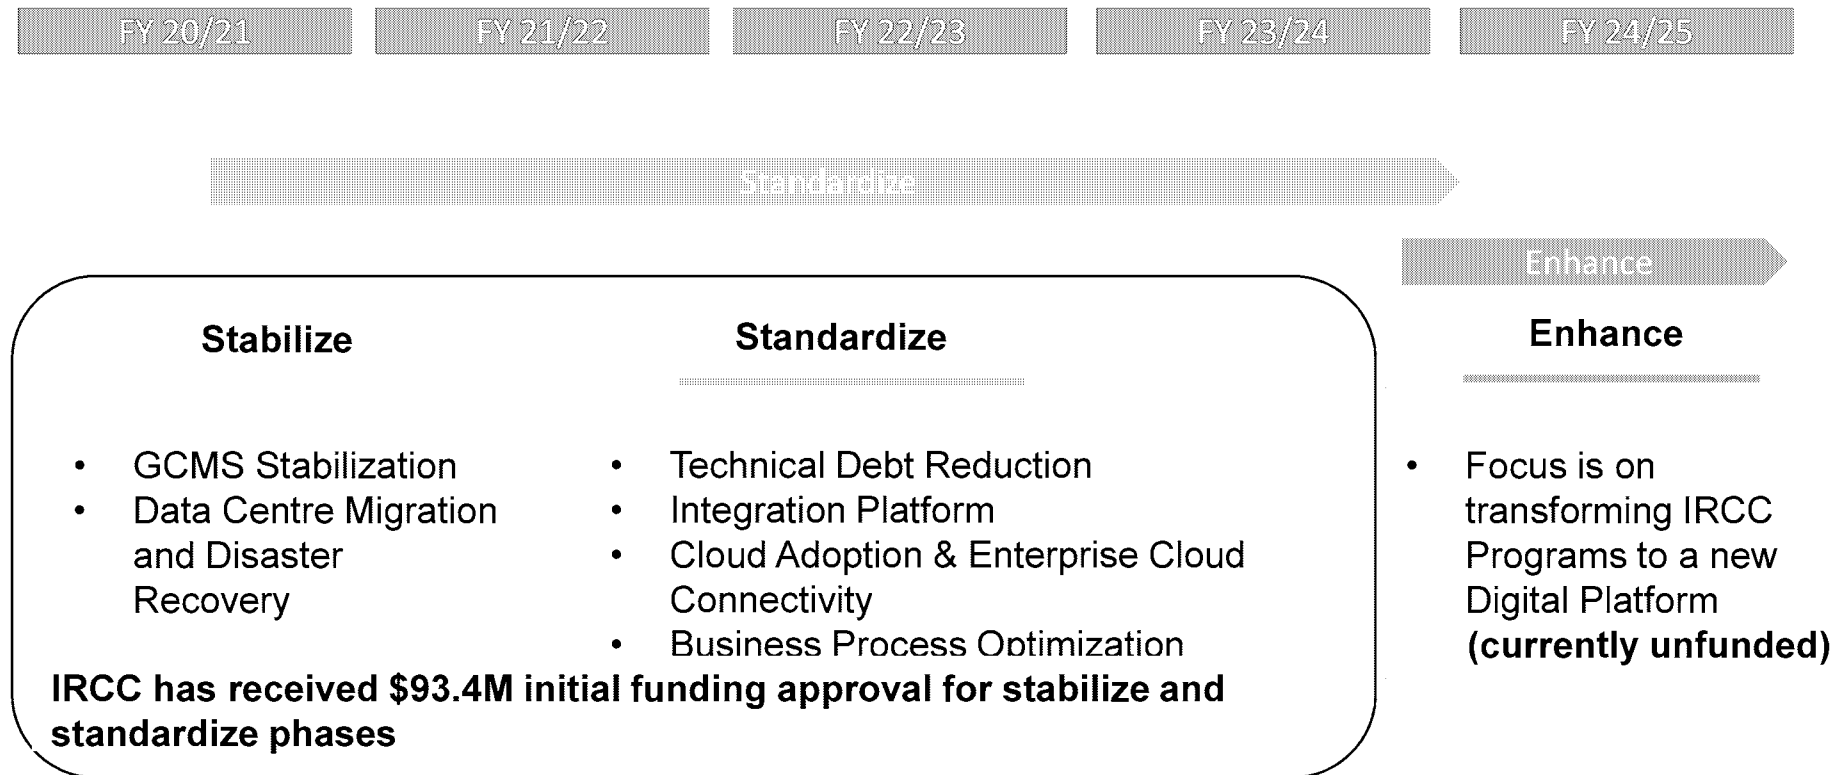 FY 20/21 FY 21/22 FY 22/23 FY 23/24 FY 24/25
Standardize
Enhance
Stabilize
• GCMS Stabilization
• Data Centre Migration
and Disaster
Recovery
Standardize
• Technical Debt Reduction
• Integration Platform
• Cloud Adoption & Enterprise Cloud
Connectivity
• Business Process Optimization
IRCC has received $93.4M initial funding approval for stabilize and
standardize phases
Enhance
• Focus is on
transforming IRCC
Programs to a new
Digital Platform
(currently unfunded)